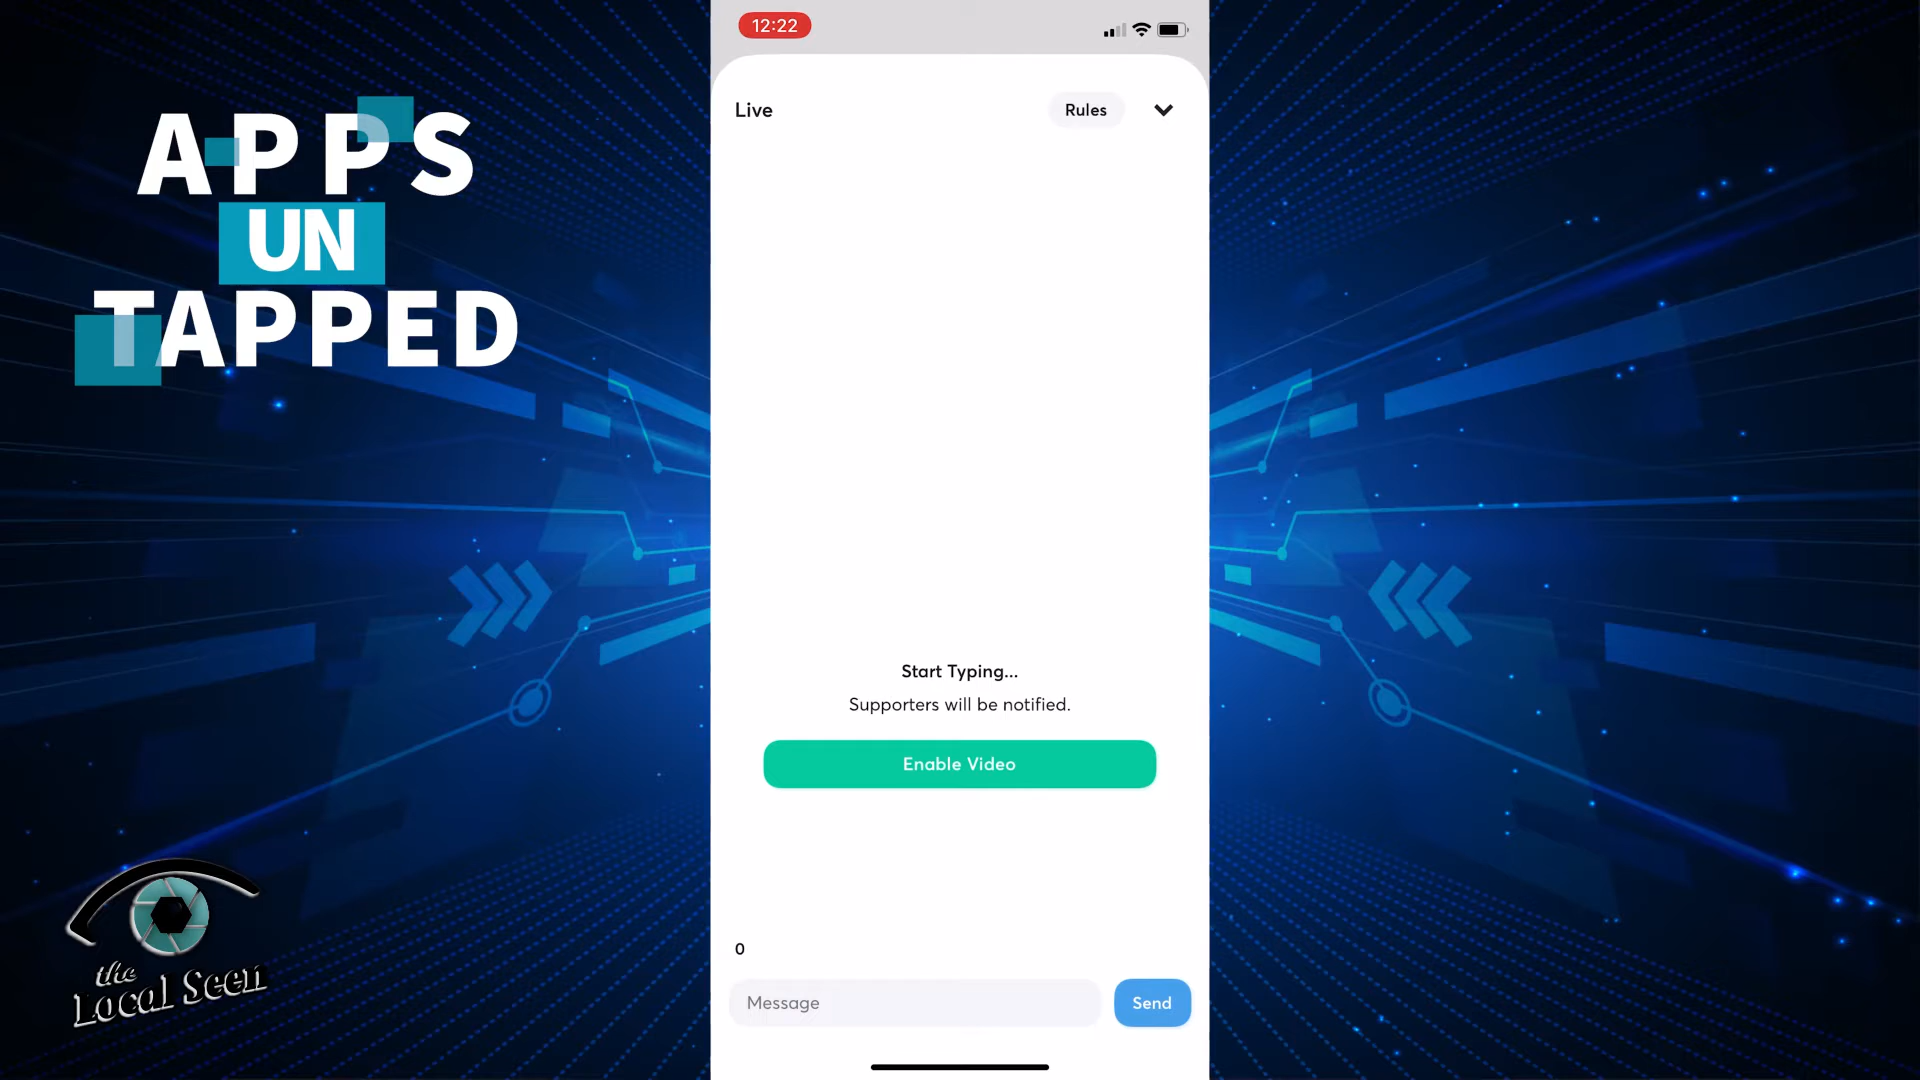 APPS
UN
TAPPED
the
Local Seen
12:22
Live
Rules
Start Typing...
Supporters will be notified.
Enable Video
0
Message
Send